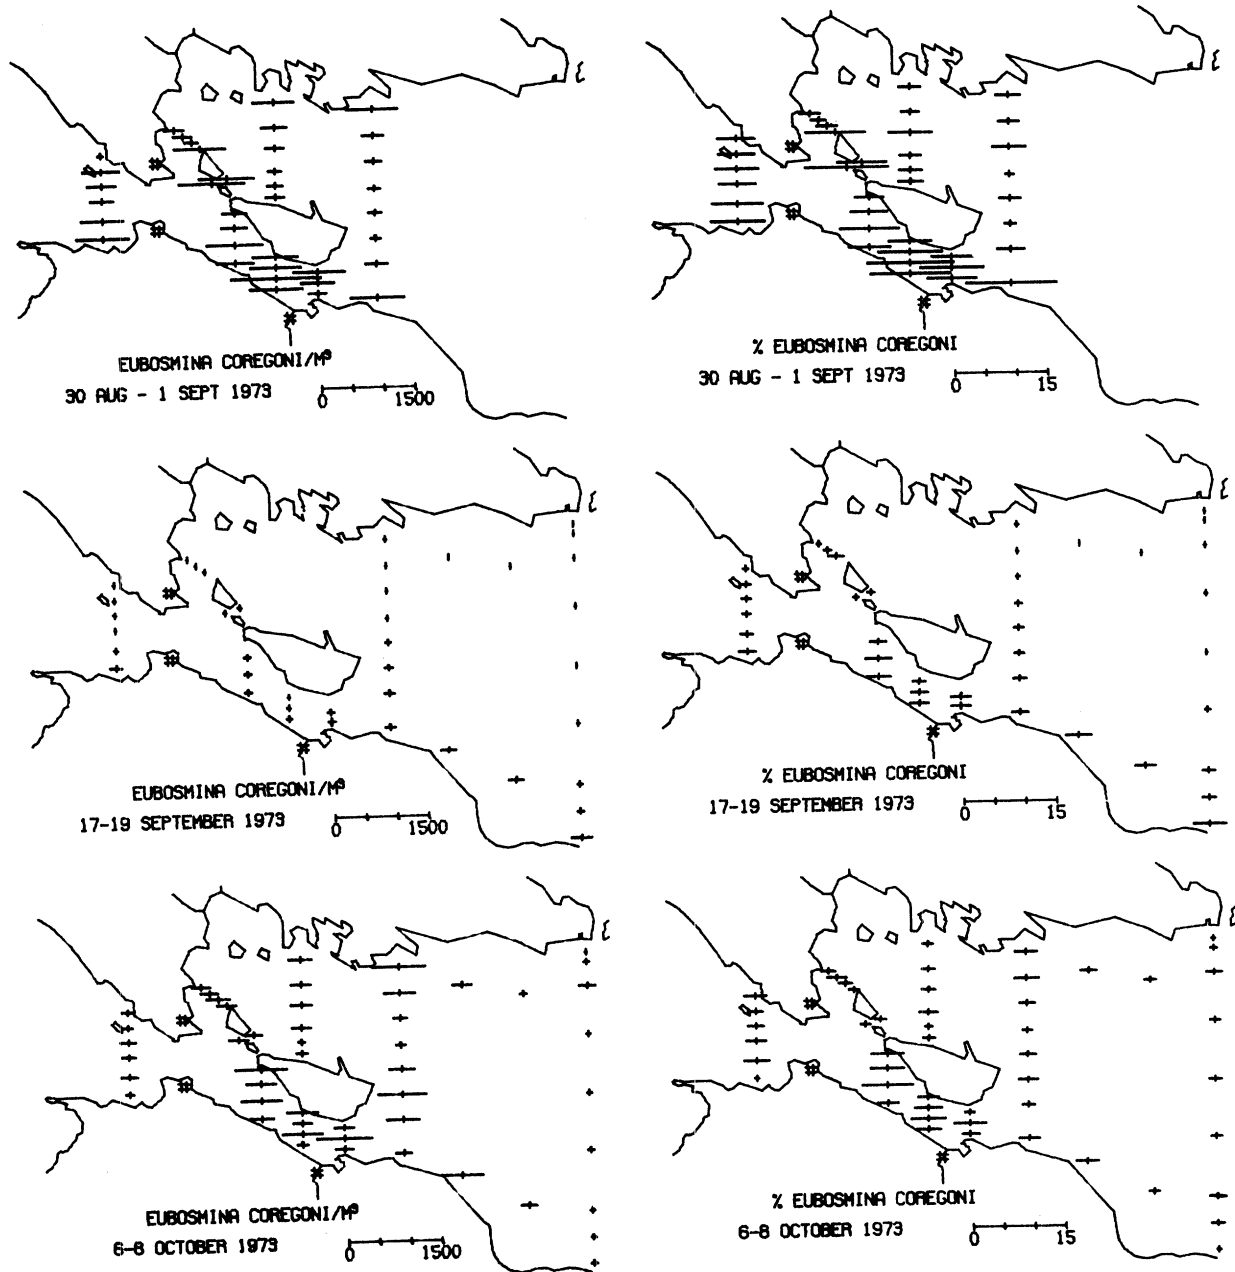 EUBOSMINA COREGONI/M³
30 AUG - 1 SEPT 1973
0 1500
% EUBOSMINA COREGONI
30 AUG - 1 SEPT 1973
0 15
EUBOSMINA COREGONI/M³
17-19 SEPTEMBER 1973
0 1500
% EUBOSMINA COREGONI
17-19 SEPTEMBER 1973
0 15
EUBOSMINA COREGONI/M³
6-8 OCTOBER 1973
0 1500
% EUBOSMINA COREGONI
6-8 OCTOBER 1973
0 15